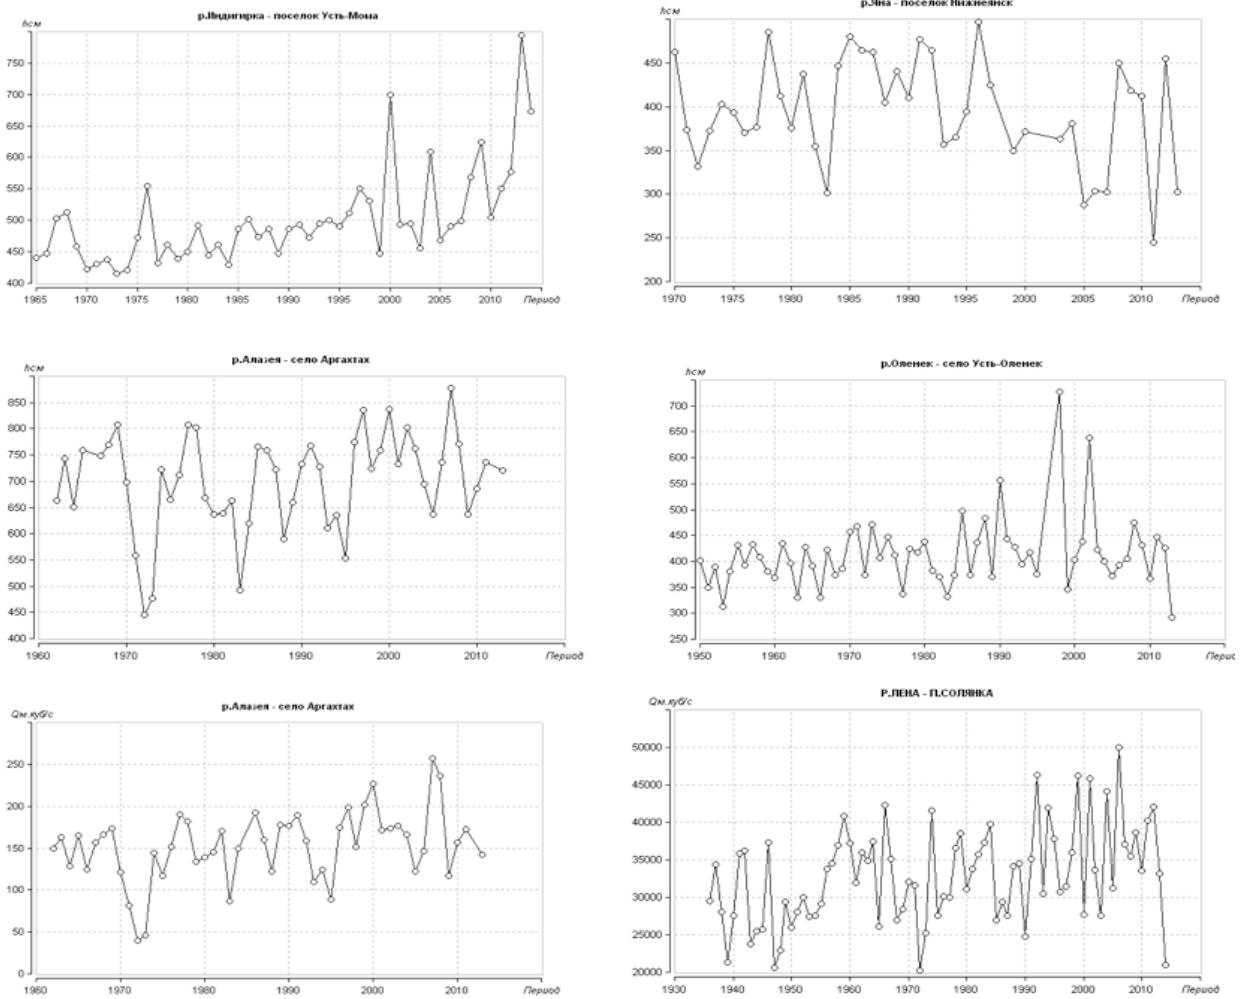 р.Индигирка - поселок Усть-Мома
hсм
750
700
650
600
550
500
450
400
1965 1970 1975 1980 1985 1990 1995 2000 2005 2010 Период
р.Яна - поселок Нижнеянск
hсм
450
400
350
300
250
200
1970 1975 1980 1985 1990 1995 2000 2005 2010 Период
р.Алазея - село Аргахтах
hсм
850
800
750
700
650
600
550
500
450
400
1960 1970 1980 1990 2000 2010 Период
р.Оленек - село Усть-Оленек
hсм
700
650
600
550
500
450
400
350
300
250
1950 1960 1970 1980 1990 2000 2010 Перио
р.Алазея - село Аргахтах
Qм.куб/с
250
200
150
100
50
0
1960 1970 1980 1990 2000 2010 Период
Р.ЛЕНА - П.СОЛЯНКА
Qм.куб/с
50000
45000
40000
35000
30000
25000
20000
1930 1940 1950 1960 1970 1980 1990 2000 2010 Период